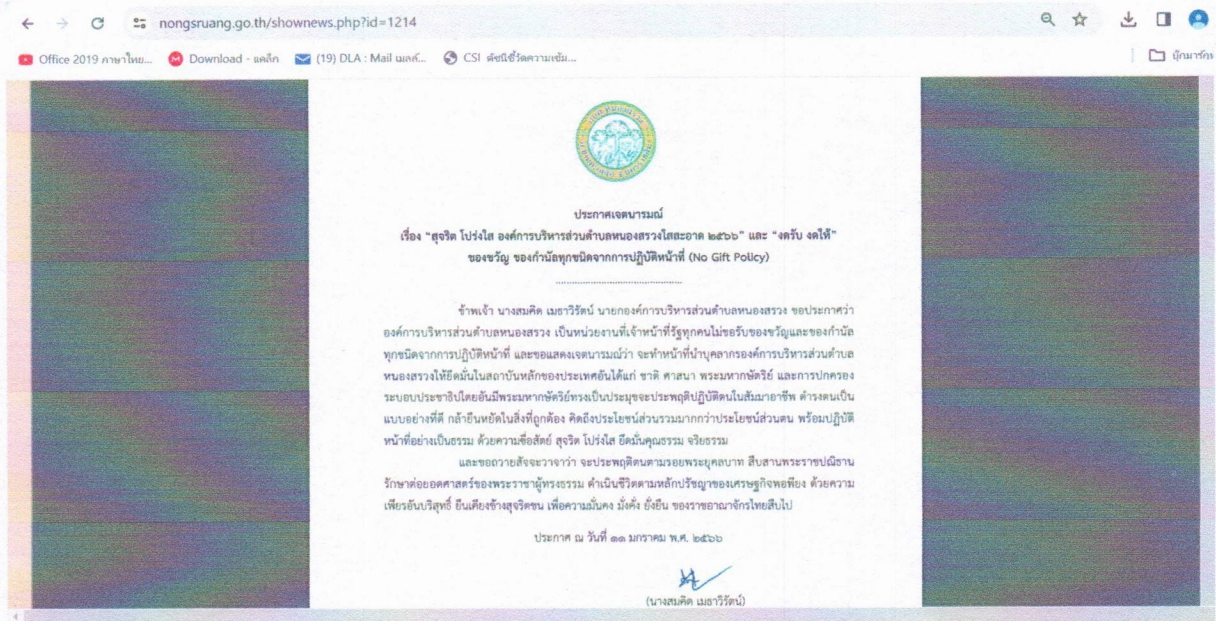 nongsruang.go.th/shownews.php?id=1214
Office 2019 ภาษาไทย... Download - แคล็ก (19) DLA : Mail เมลล์... CSI ดัชนีชี้วัดความเข้ม... บุ๊กมาร์ก
ประกาศเจตนารมณ์
เรื่อง "สุจริต โปร่งใส องค์การบริหารส่วนตำบลหนองสรวงใสสะอาด ๒๕๖๖" และ "งดรับ งดให้"
ของขวัญ ของกำนัลทุกชนิดจากการปฏิบัติหน้าที่ (No Gift Policy)
ข้าพเจ้า นางสมคิด เมธาวิรัตน์ นายกองค์การบริหารส่วนตำบลหนองสรวง ขอประกาศว่า
องค์การบริหารส่วนตำบลหนองสรวง เป็นหน่วยงานที่เจ้าหน้าที่รัฐทุกคนไม่ขอรับของขวัญและของกำนัล
ทุกชนิดจากการปฏิบัติหน้าที่ และขอแสดงเจตนารมณ์ว่า จะทำหน้าที่นำบุคลากรองค์การบริหารส่วนตำบล
หนองสรวงให้ยึดมั่นในสถาบันหลักของประเทศอันได้แก่ ชาติ ศาสนา พระมหากษัตริย์ และการปกครอง
ระบอบประชาธิปไตยอันมีพระมหากษัตริย์ทรงเป็นประมุขจะประพฤติปฏิบัติตนในสัมมาอาชีพ ดำรงตนเป็น
แบบอย่างที่ดี กล้ายืนหยัดในสิ่งที่ถูกต้อง คิดถึงประโยชน์ส่วนรวมมากกว่าประโยชน์ส่วนตน พร้อมปฏิบัติ
หน้าที่อย่างเป็นธรรม ด้วยความซื่อสัตย์ สุจริต โปร่งใส ยึดมั่นคุณธรรม จริยธรรม
และขอถวายสัจจะวาจาว่า จะประพฤติตนตามรอยพระยุคลบาท สืบสานพระราชปณิธาน
รักษาต่อยอดศาสตร์ของพระราชาผู้ทรงธรรม ดำเนินชีวิตตามหลักปรัชญาของเศรษฐกิจพอเพียง ด้วยความ
เพียรอันบริสุทธิ์ ยืนเคียงข้างสุจริตชน เพื่อความมั่นคง มั่งคั่ง ยั่งยืน ของราชอาณาจักรไทยสืบไป
ประกาศ ณ วันที่ ๑๑ มกราคม พ.ศ. ๒๕๖๖
(นางสมคิด เมธาวิรัตน์)